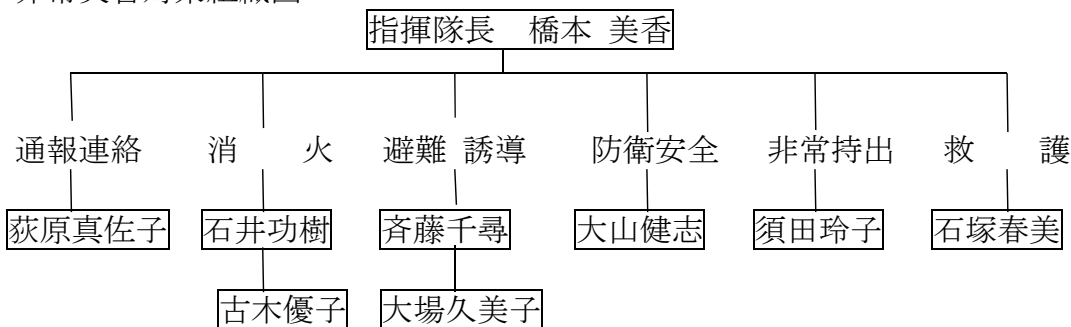 指揮隊長 橋本 美香
通報連絡 消 火 避難 誘導 防衛安全 非常持出 救 護
荻原真佐子 石井功樹 斉藤千尋 大山健志 須田玲子 石塚春美
古木優子 大場久美子